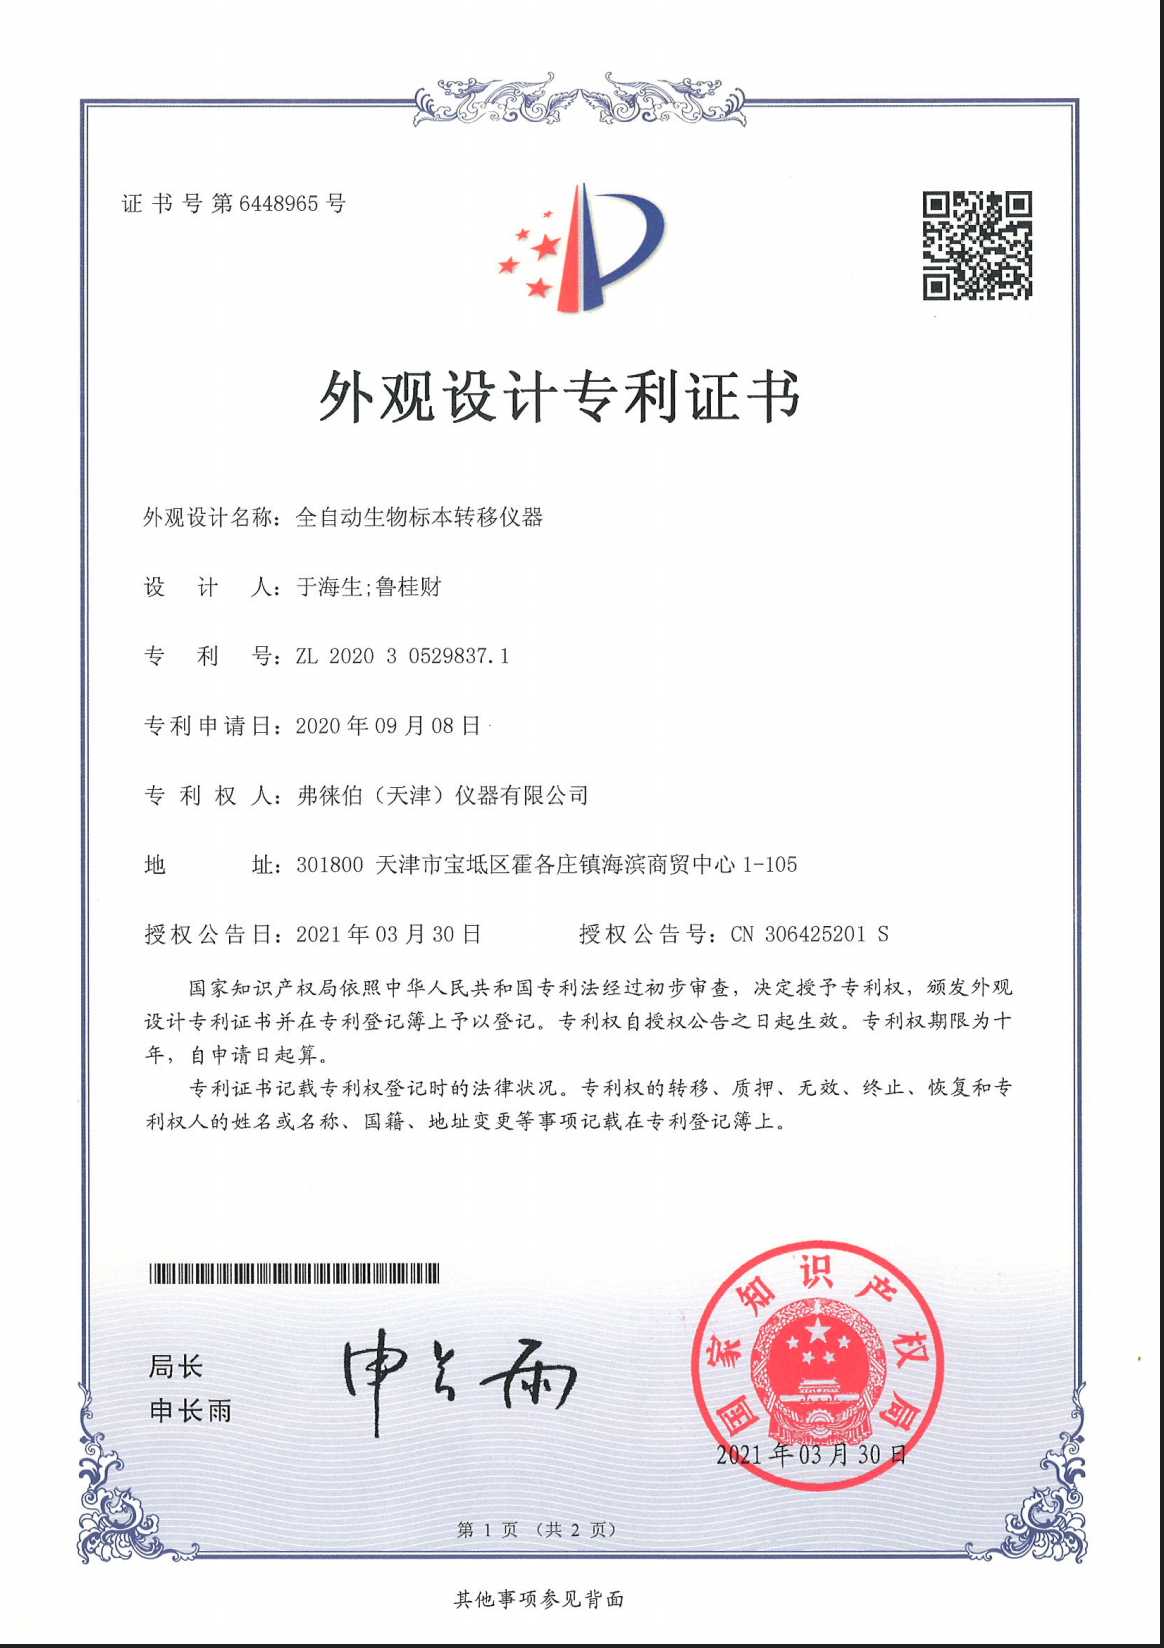 证书号第6448965号
外观设计专利证书
外观设计名称：全自动生物标本转移仪器
设计人：于海生;鲁桂财
专利号：ZL 2020 3 0529837.1
专利申请日：2020年09月08日
专利权人：弗徕伯（天津）仪器有限公司
地址：301800 天津市宝坻区霍各庄镇海滨商贸中心1-105
授权公告日：2021年03月30日 授权公告号：CN 306425201 S
国家知识产权局依照中华人民共和国专利法经过初步审查，决定授予专利权，颁发外观
设计专利证书并在专利登记簿上予以登记。专利权自授权公告之日起生效。专利权期限为十
年，自申请日起算。
专利证书记载专利权登记时的法律状况。专利权的转移、质押、无效、终止、恢复和专
利权人的姓名或名称、国籍、地址变更等事项记载在专利登记簿上。
局长
申长雨
申长雨
国家知识产权局
2021年03月30日
第 1 页 （共 2 页）
其他事项参见背面